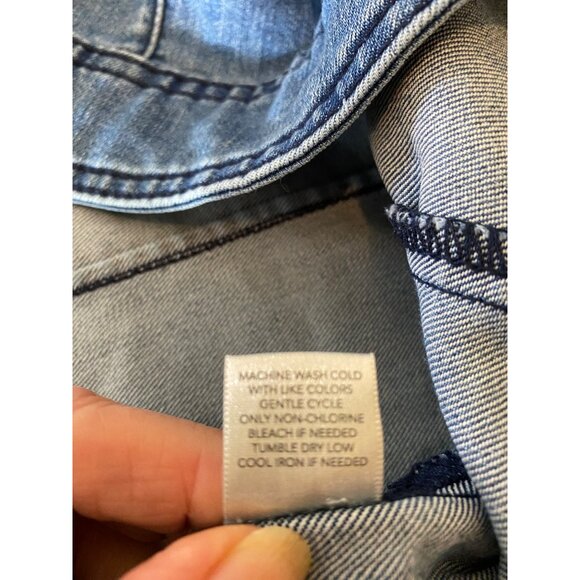 MACHINE WASH COLD
WITH LIKE COLORS
GENTLE CYCLE
ONLY NON-CHLORINE
BLEACH IF NEEDED
TUMBLE DRY LOW
COOL IRON IF NEEDED